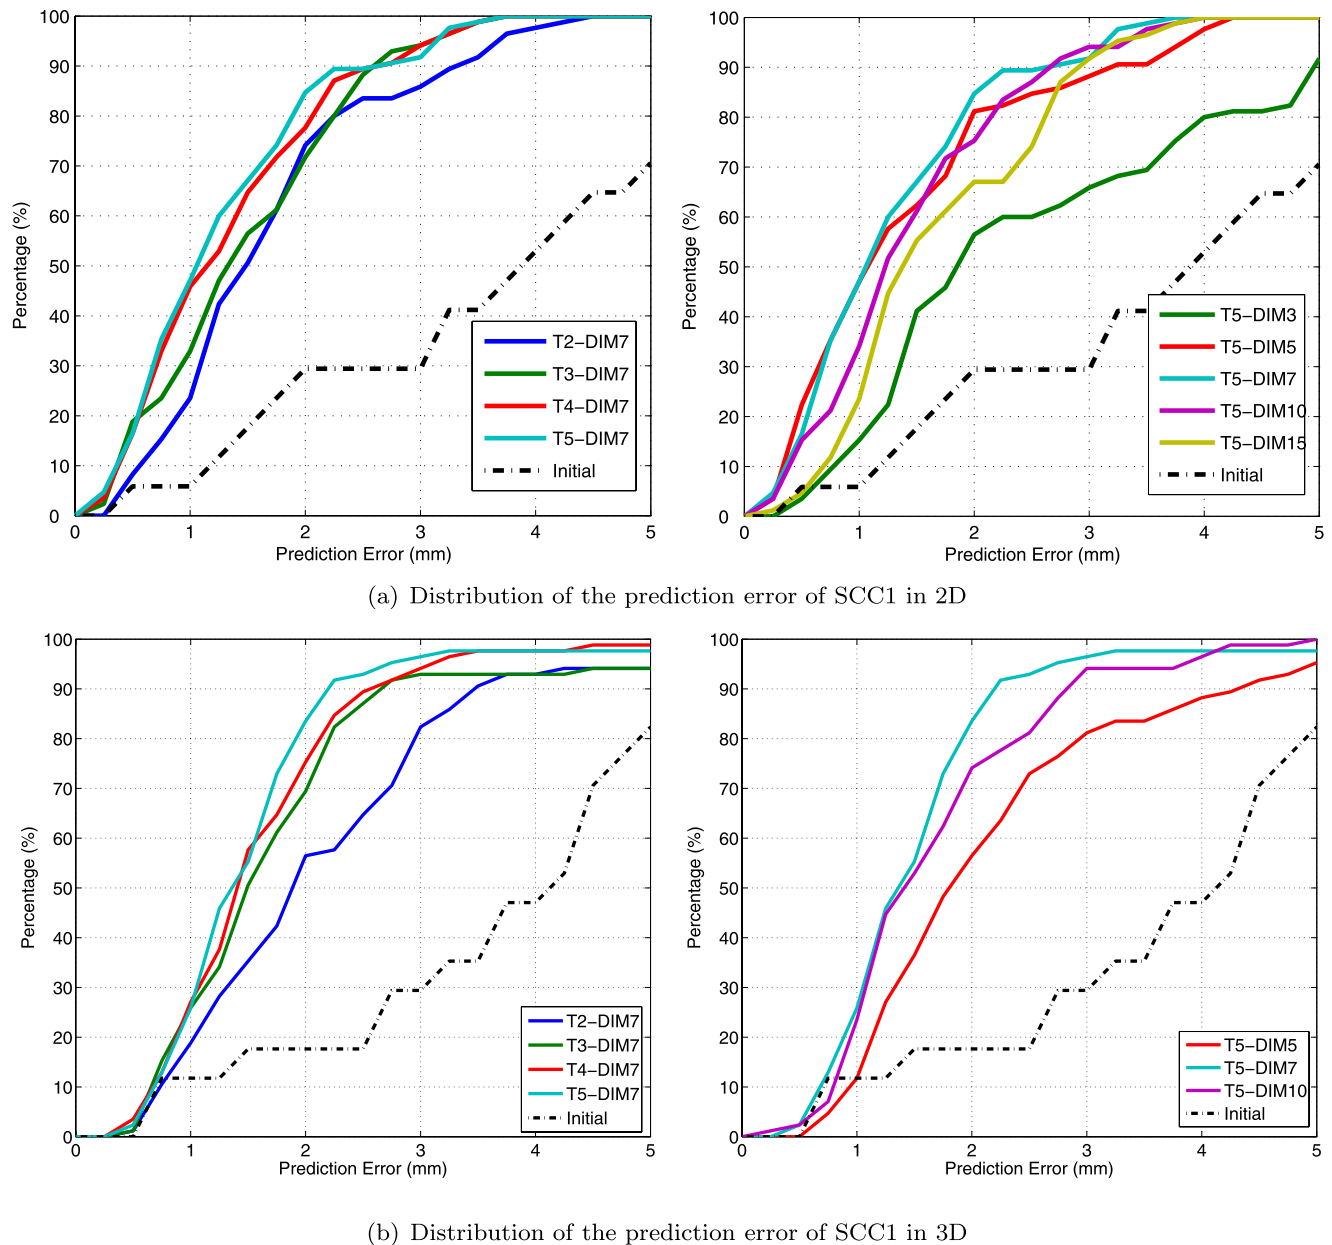 100
90
80
70
60
50
40
30
20
10
0
Percentage (%)
0 1 2 3 4 5
Prediction Error (mm)
T2−DIM7
T3−DIM7
T4−DIM7
T5−DIM7
Initial
100
90
80
70
60
50
40
30
20
10
0
Percentage (%)
0 1 2 3 4 5
Prediction Error (mm)
T5−DIM3
T5−DIM5
T5−DIM7
T5−DIM10
T5−DIM15
Initial
(a) Distribution of the prediction error of SCC1 in 2D
100
90
80
70
60
50
40
30
20
10
0
Percentage (%)
0 1 2 3 4 5
Prediction Error (mm)
T2−DIM7
T3−DIM7
T4−DIM7
T5−DIM7
Initial
100
90
80
70
60
50
40
30
20
10
0
Percentage (%)
0 1 2 3 4 5
Prediction Error (mm)
T5−DIM5
T5−DIM7
T5−DIM10
Initial
(b) Distribution of the prediction error of SCC1 in 3D